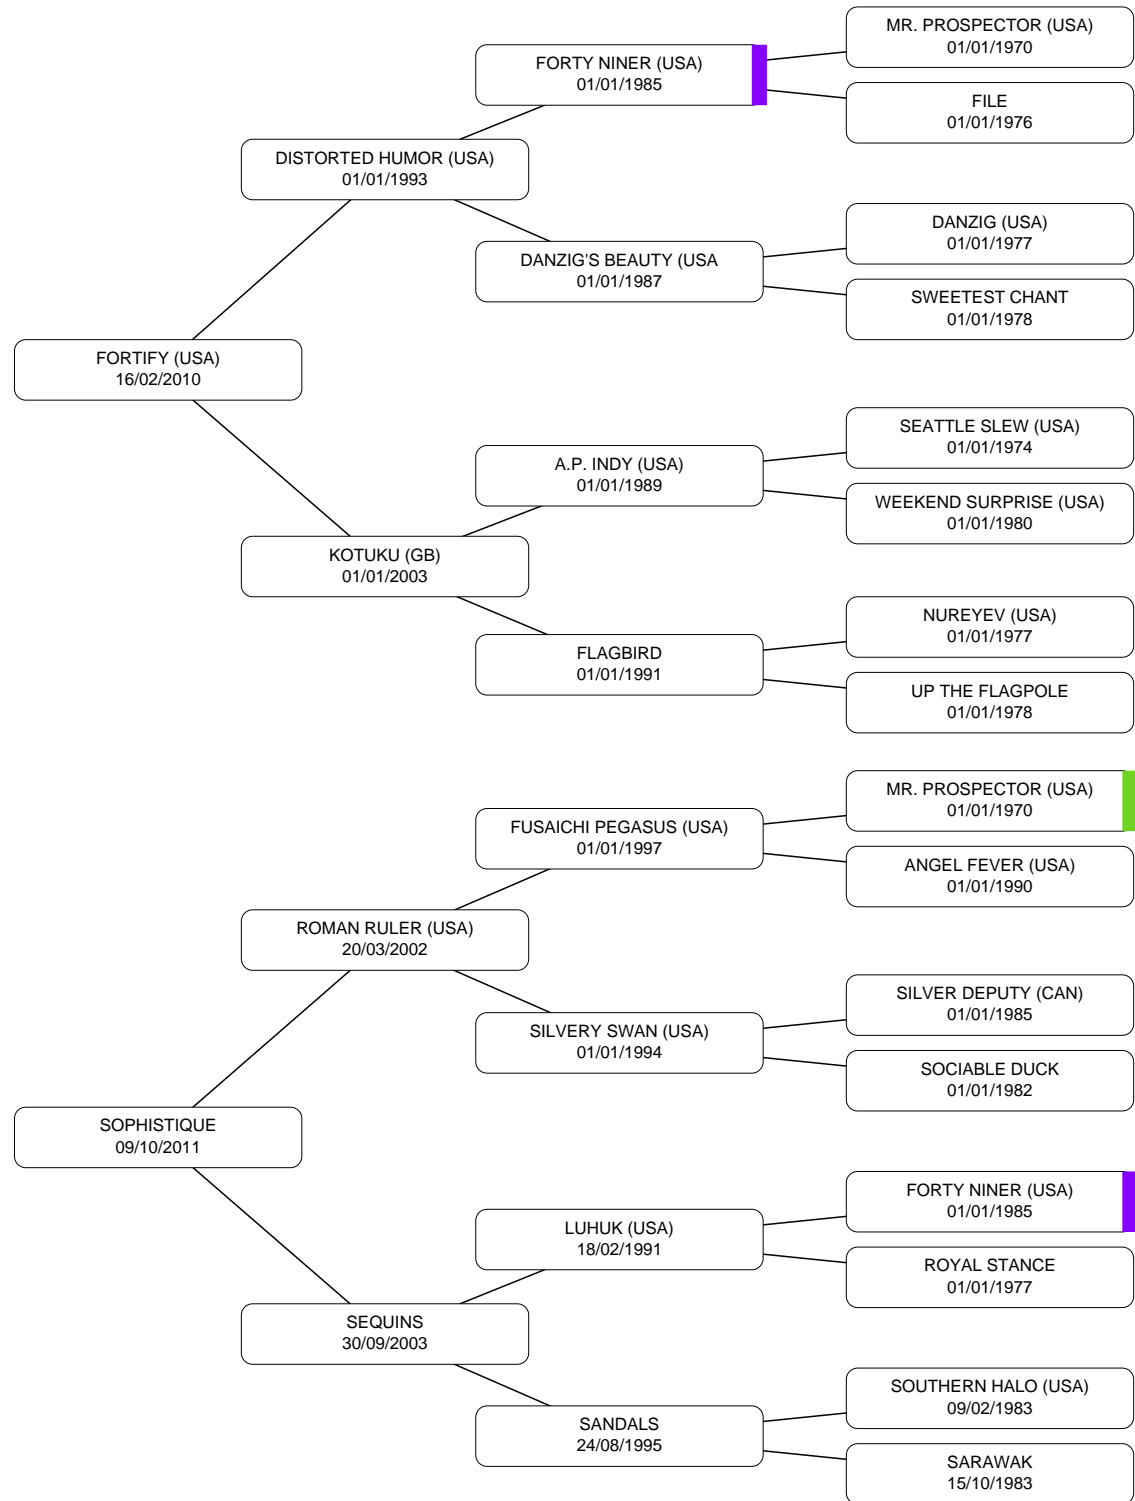 MR. PROSPECTOR (USA)
01/01/1970
FORTY NINER (USA)
01/01/1985
FILE
01/01/1976
DISTORTED HUMOR (USA)
01/01/1993
DANZIG (USA)
01/01/1977
DANZIG'S BEAUTY (USA
01/01/1987
SWEETEST CHANT
01/01/1978
FORTIFY (USA)
16/02/2010
SEATTLE SLEW (USA)
01/01/1974
A.P. INDY (USA)
01/01/1989
WEEKEND SURPRISE (USA)
01/01/1980
KOTUKU (GB)
01/01/2003
NUREYEV (USA)
01/01/1977
FLAGBIRD
01/01/1991
UP THE FLAGPOLE
01/01/1978
MR. PROSPECTOR (USA)
01/01/1970
FUSAICHI PEGASUS (USA)
01/01/1997
ANGEL FEVER (USA)
01/01/1990
ROMAN RULER (USA)
20/03/2002
SILVER DEPUTY (CAN)
01/01/1985
SILVERY SWAN (USA)
01/01/1994
SOCIABLE DUCK
01/01/1982
SOPHISTIQUE
09/10/2011
FORTY NINER (USA)
01/01/1985
LUHUK (USA)
18/02/1991
ROYAL STANCE
01/01/1977
SEQUINS
30/09/2003
SOUTHERN HALO (USA)
09/02/1983
SANDALS
24/08/1995
SARAWAK
15/10/1983